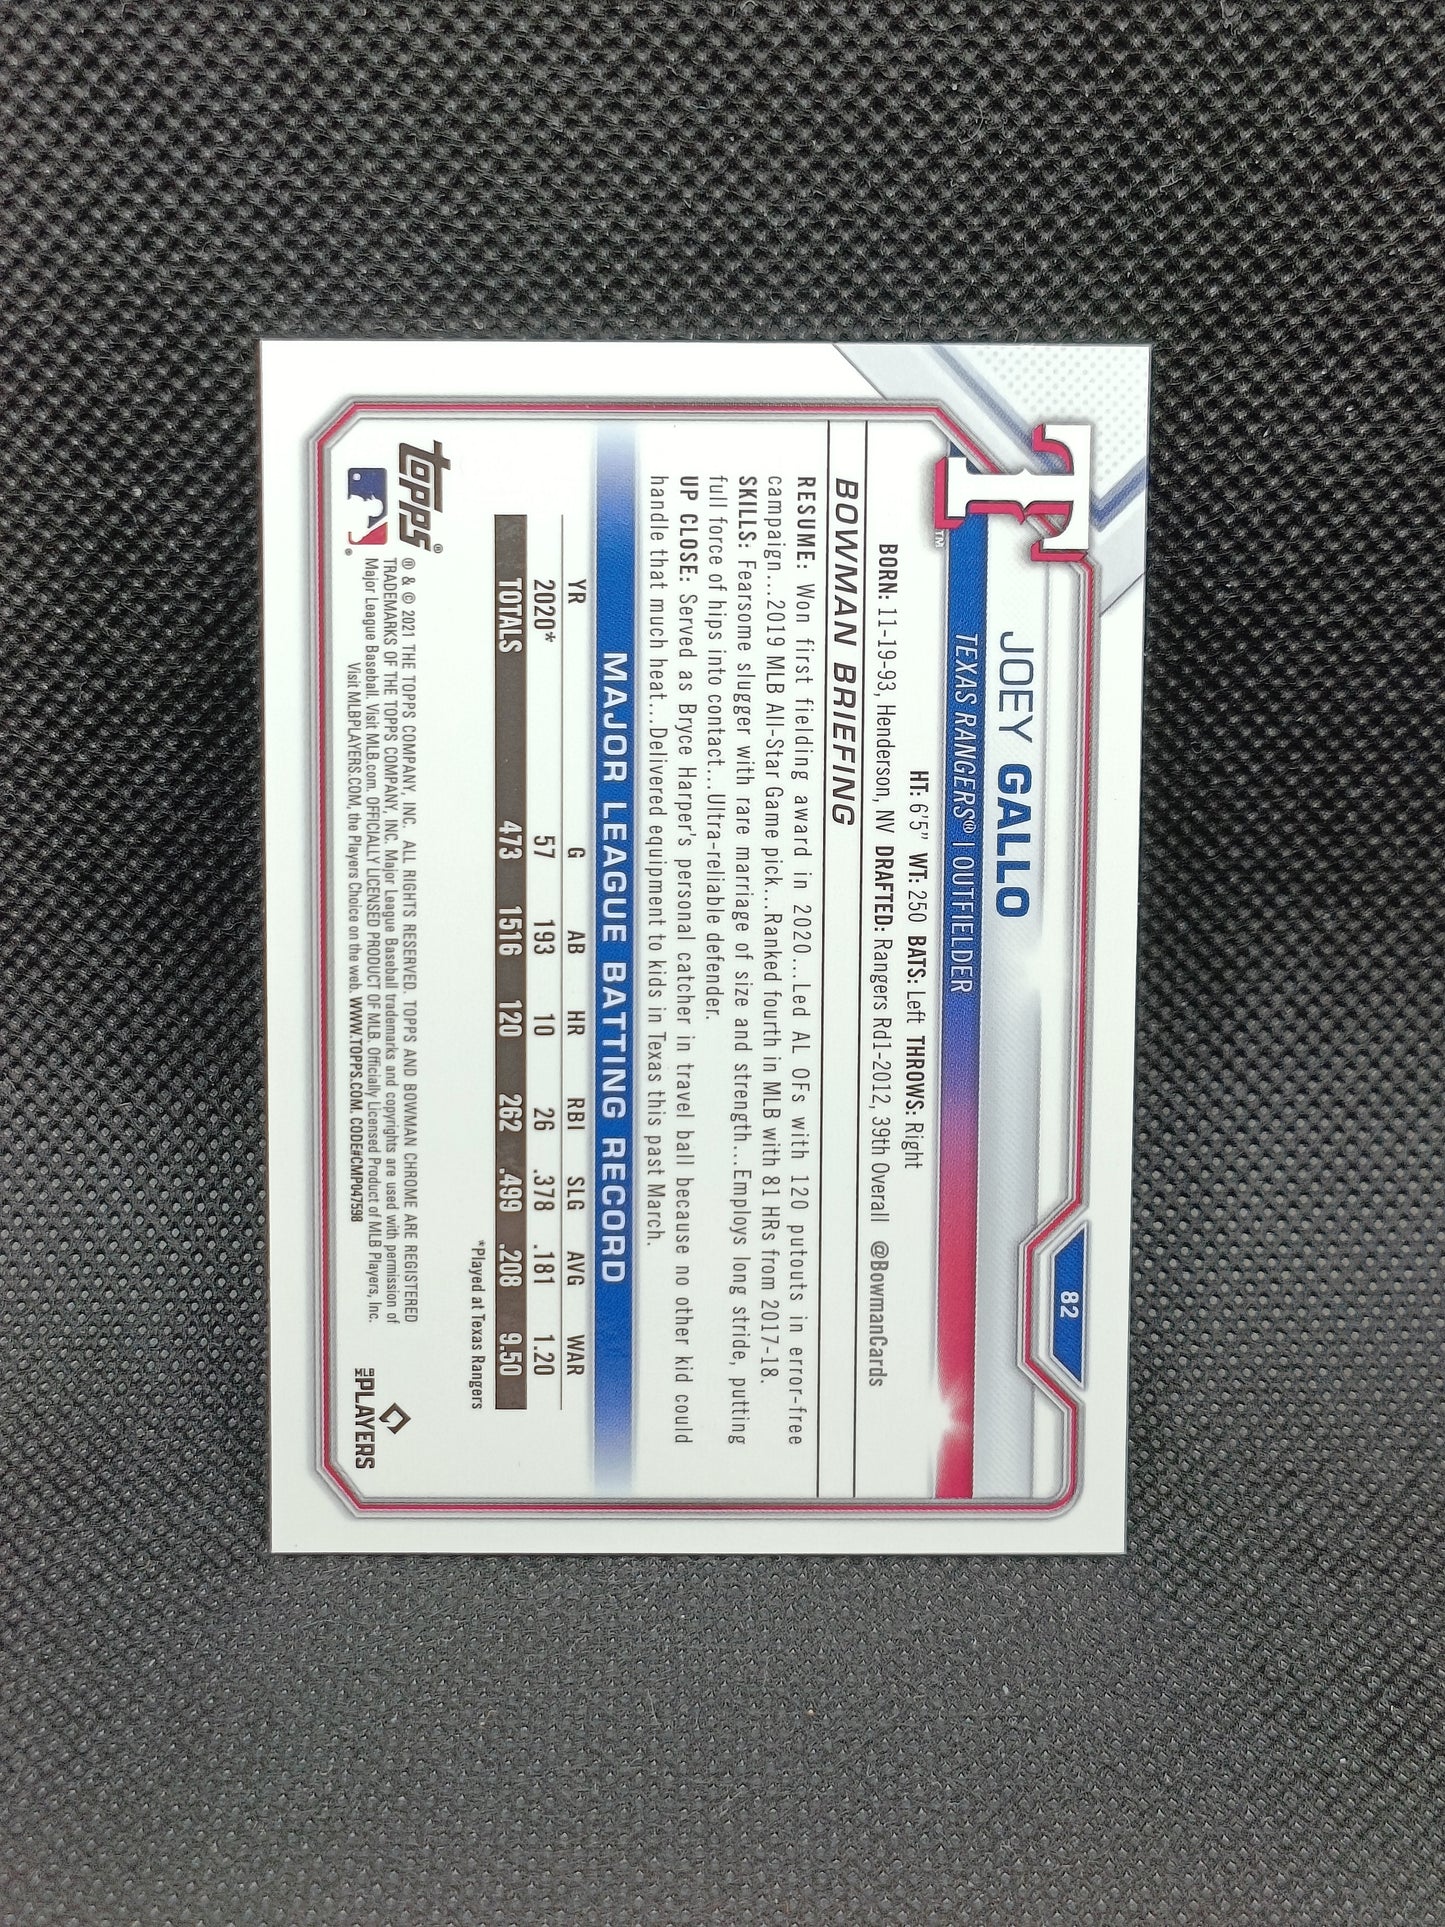 82
JOEY GALLO
TEXAS RANGERS® | OUTFIELDER
TM
HT: 6'5" WT: 250 BATS: Left THROWS: Right
BORN: 11-19-93, Henderson, NV DRAFTED: Rangers Rd1-2012, 39th Overall @BowmanCards
BOWMAN BRIEFING
RESUME: Won first fielding award in 2020...Led AL OFs with 120 putouts in error-free
campaign...2019 MLB All-Star Game pick...Ranked fourth in MLB with 81 HRs from 2017-18.
SKILLS: Fearsome slugger with rare marriage of size and strength...Employs long stride, putting
full force of hips into contact...Ultra-reliable defender.
UP CLOSE: Served as Bryce Harper's personal catcher in travel ball because no other kid could
handle that much heat...Delivered equipment to kids in Texas this past March.
MAJOR LEAGUE BATTING RECORD
YR G AB HR RBI SLG AVG WAR
2020* 57 193 10 26 .378 .181 1.20
TOTALS 473 1516 120 262 .499 .208 9.50
*Played at Texas Rangers
topps®
® & © 2021 THE TOPPS COMPANY, INC. ALL RIGHTS RESERVED. TOPPS AND BOWMAN CHROME ARE REGISTERED
TRADEMARKS OF THE TOPPS COMPANY, INC. Major League Baseball trademarks and copyrights are used with permission of
Major League Baseball. Visit MLB.com. OFFICIALLY LICENSED PRODUCT OF MLB. Officially Licensed Product of MLB Players, Inc.
Visit MLBPLAYERS.COM, the Players Choice on the web. WWW.TOPPS.COM. CODE#CMP047598
MLB PLAYERS